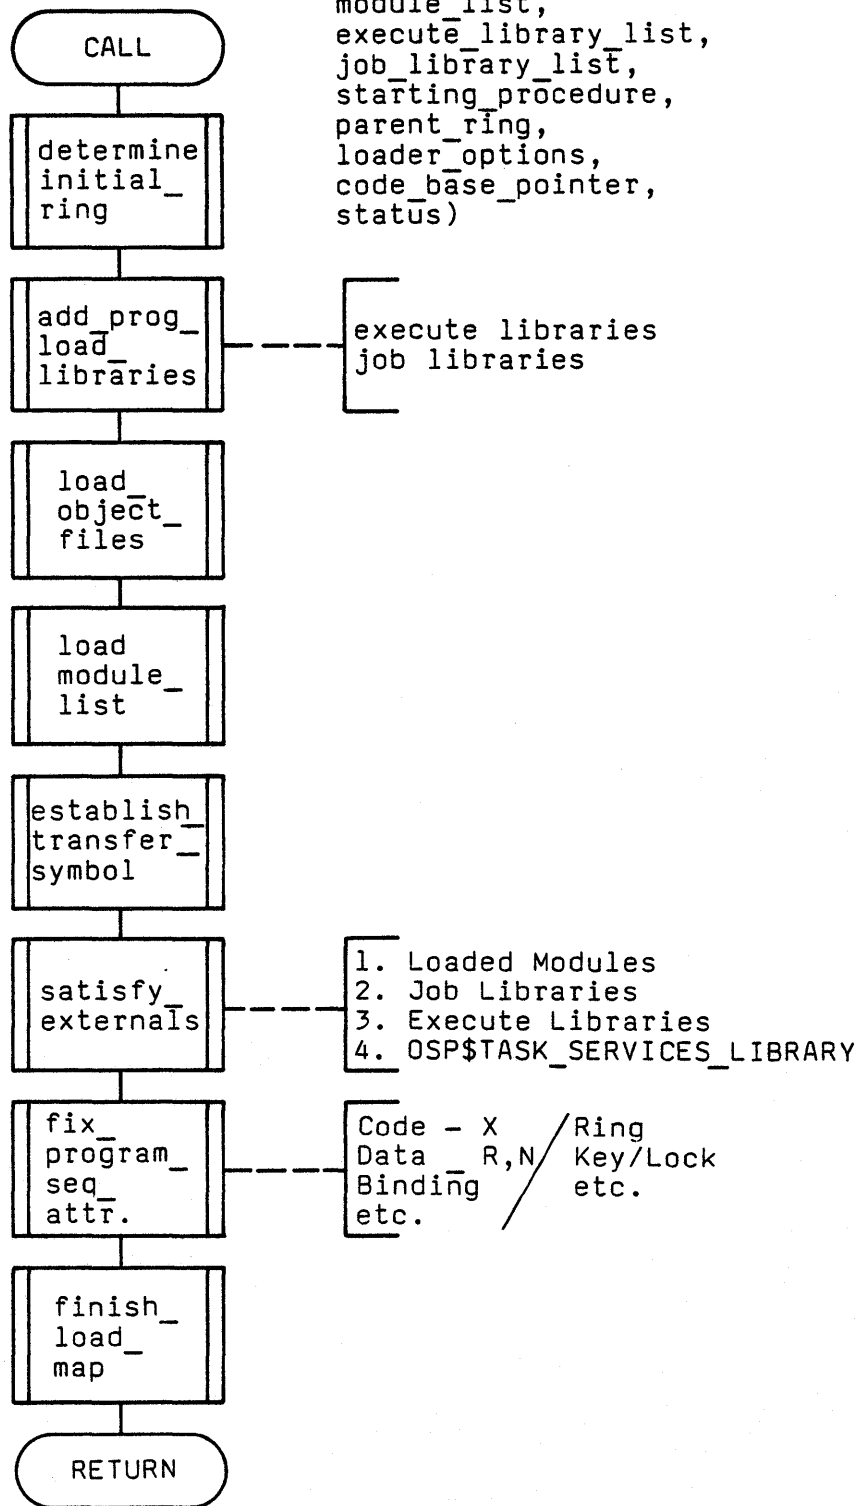 module_list,
execute_library_list,
job_library_list,
starting_procedure,
parent_ring,
loader_options,
code_base_pointer,
status)
CALL
determine
initial_
ring
add_prog_
load_
libraries
execute libraries
job libraries
load_
object_
files
load
module_
list
establish_
transfer_
symbol
satisfy_
externals
1. Loaded Modules
2. Job Libraries
3. Execute Libraries
4. OSP$TASK_SERVICES_LIBRARY
fix_
program_
seq_
attr.
Code - X / Ring
Data _ R,N / Key/Lock
Binding / etc.
etc.
finish_
load_
map
RETURN